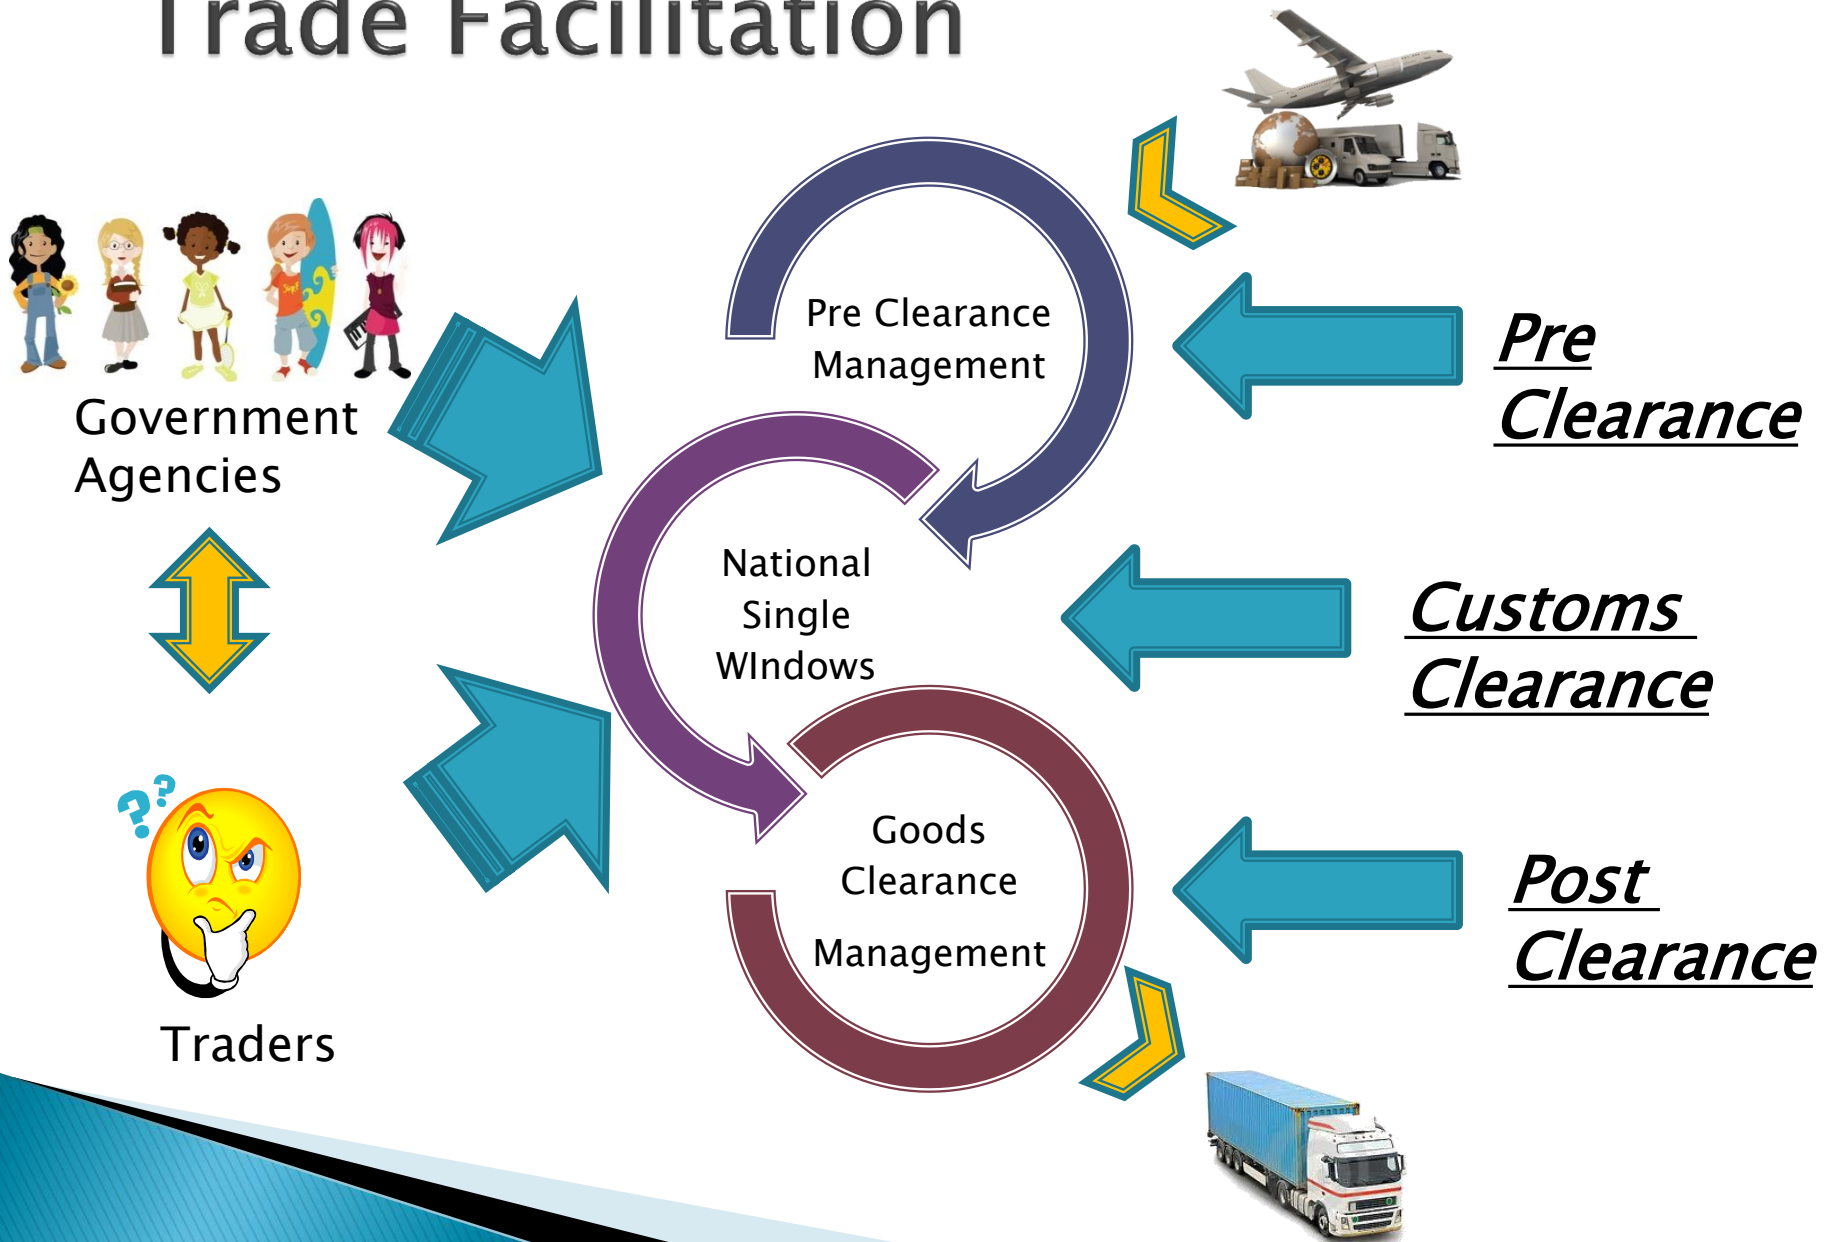 Trade Facilitation
Pre Clearance
Management
Pre
Clearance
Government
Agencies
Surf
National
Single
WIndows
Customs
Clearance
Goods
Clearance
Management
Post
Clearance
??
Traders